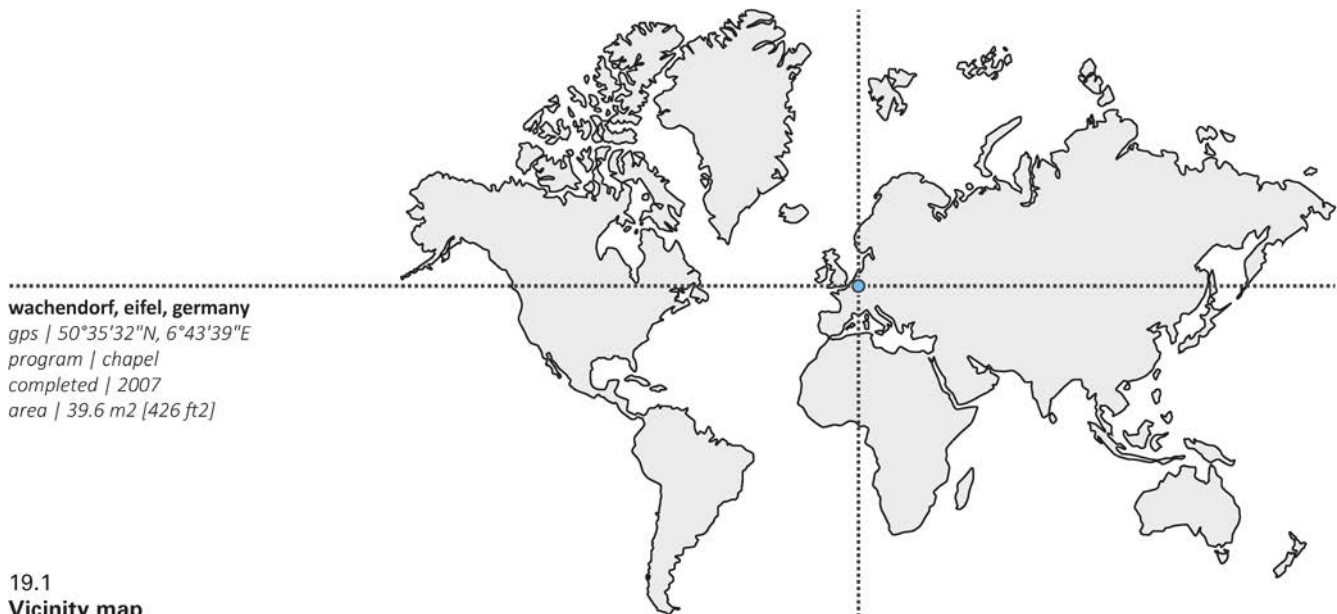 wachendorf, eifel, germany
gps | 50°35'32"N, 6°43'39"E
program | chapel
completed | 2007
area | 39.6 m2 [426 ft2]
19.1
Vicinity map